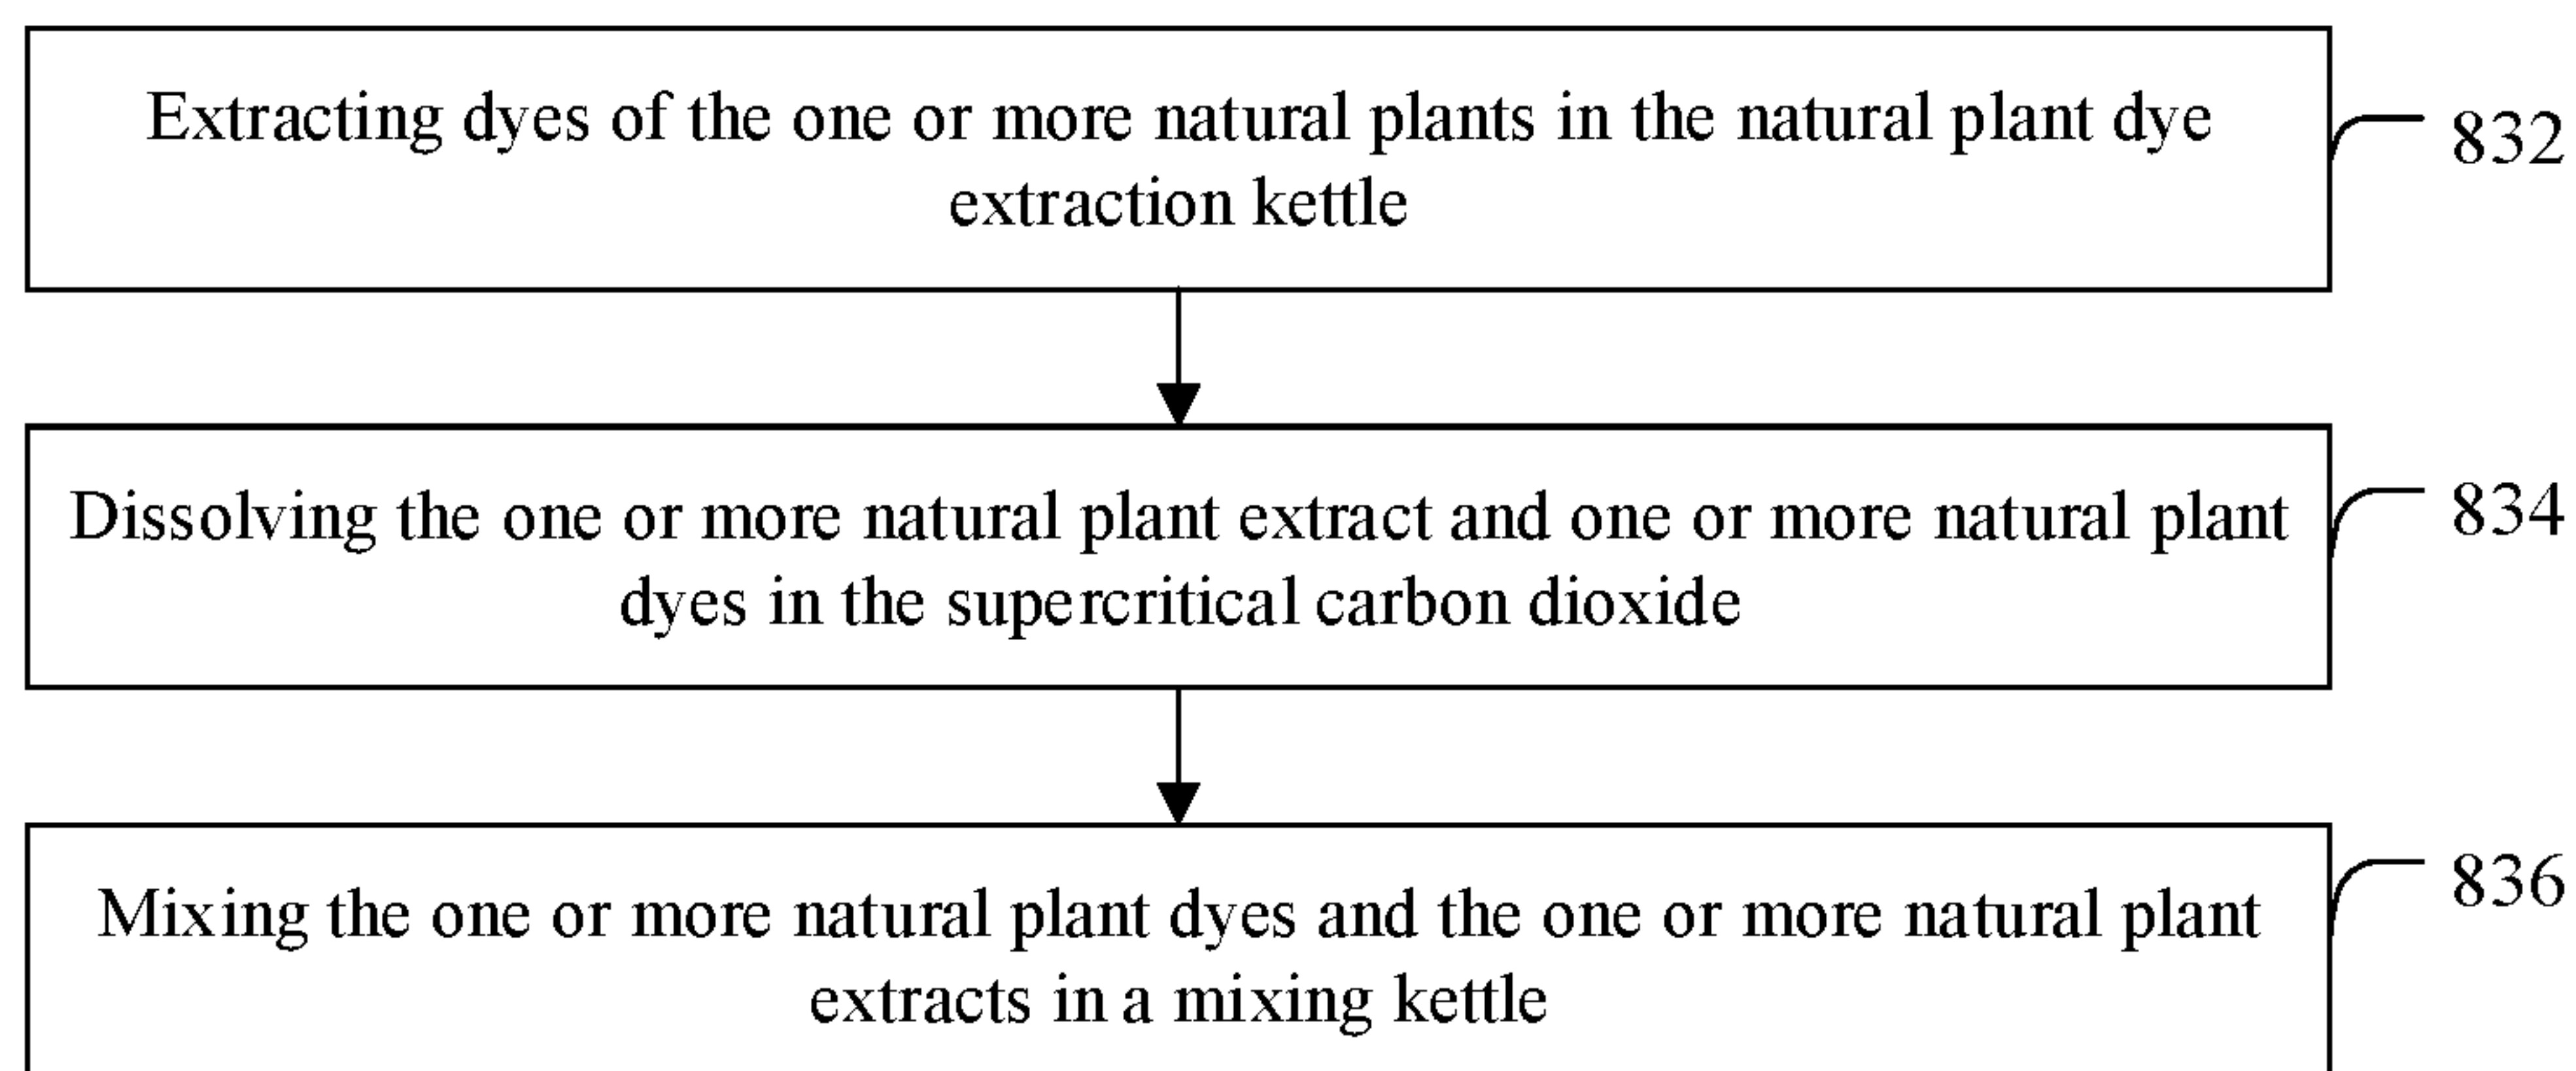 Extracting dyes of the one or more natural plants in the natural plant dye
extraction kettle
832
Dissolving the one or more natural plant extract and one or more natural plant
dyes in the supercritical carbon dioxide
834
Mixing the one or more natural plant dyes and the one or more natural plant
extracts in a mixing kettle
836